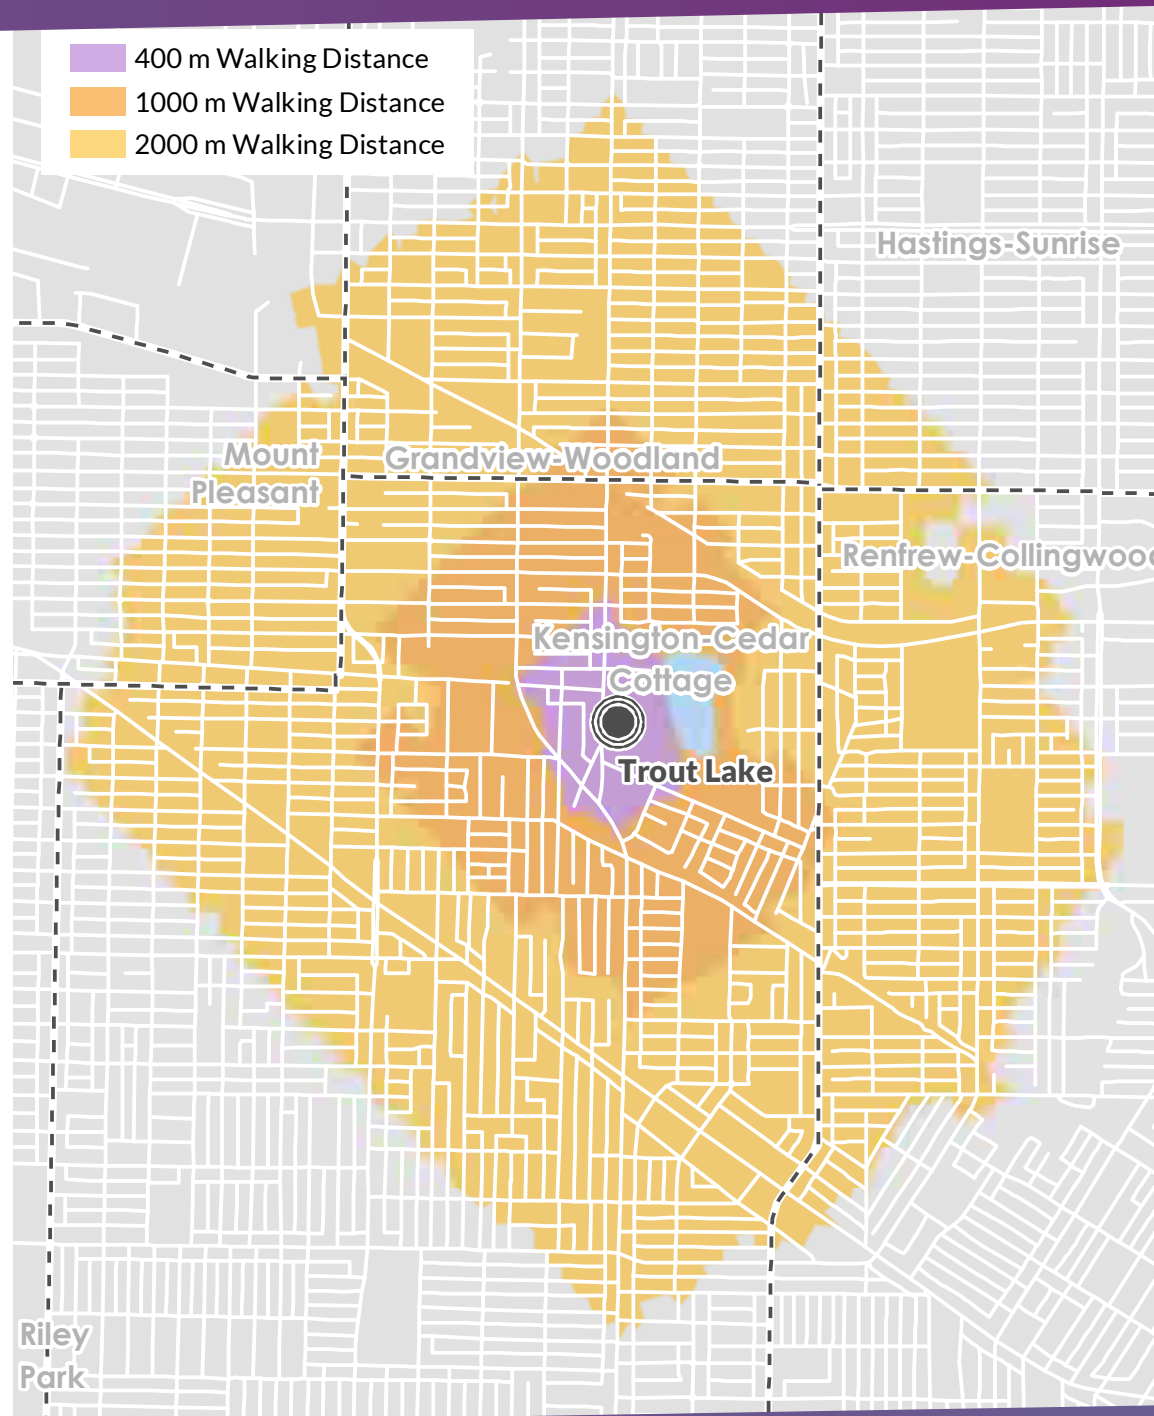 400 m Walking Distance
1000 m Walking Distance
2000 m Walking Distance
Hastings-Sunrise
Mount
Pleasant
Grandview-Woodland
Renfrew-Collingwood
Kensington-Cedar
Cottage
Trout Lake
Riley
Park